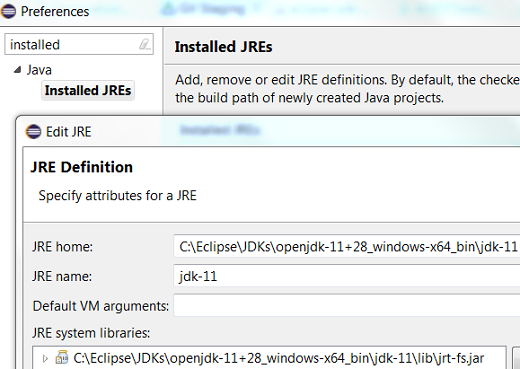 Preferences
installed
Java
Installed JREs
Installed JREs
Add, remove or edit JRE definitions. By default, the checke
the build path of newly created Java projects.
Edit JRE
JRE Definition
Specify attributes for a JRE
JRE home:
C:\Eclipse\JDKs\openjdk-11+28_windows-x64_bin\jdk-11
JRE name:
jdk-11
Default VM arguments:
JRE system libraries:
C:\Eclipse\JDKs\openjdk-11+28_windows-x64_bin\jdk-11\lib\jrt-fs.jar